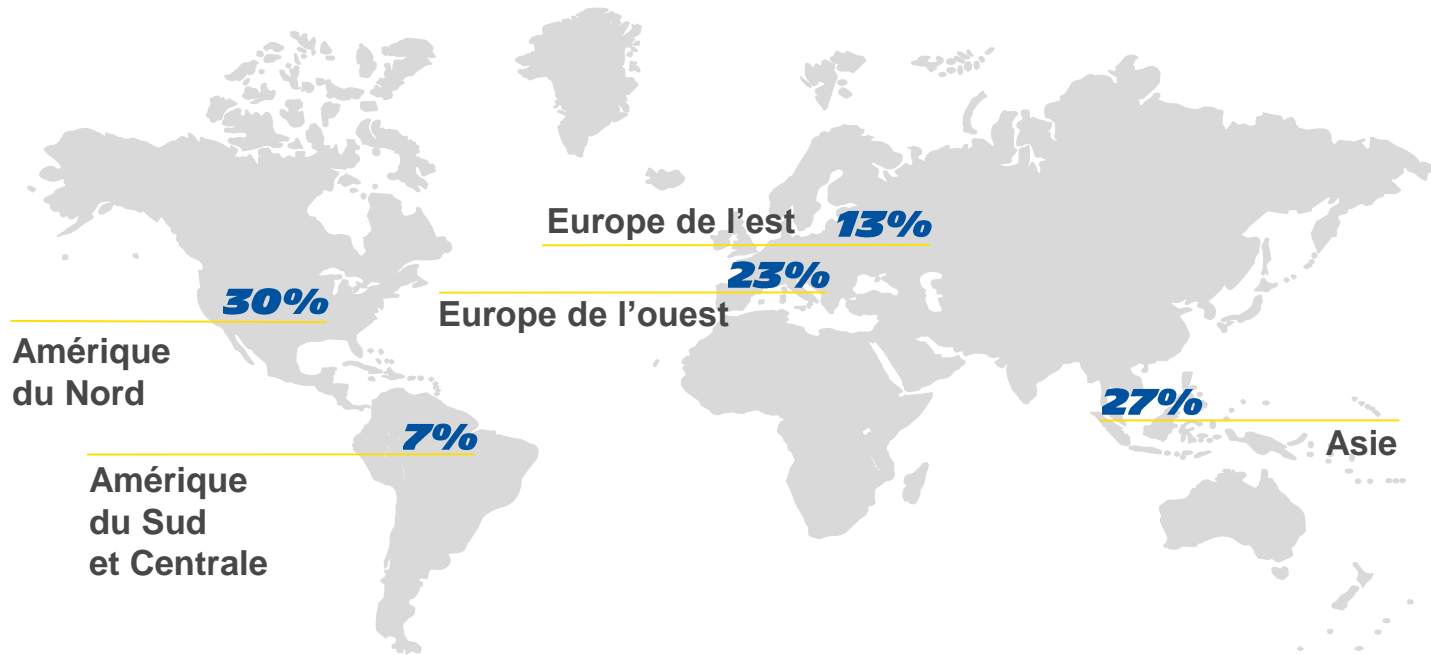 Europe de l’est 13%
23%
Europe de l’ouest
30%
Amérique
du Nord
27%
Asie
7%
Amérique
du Sud
et Centrale